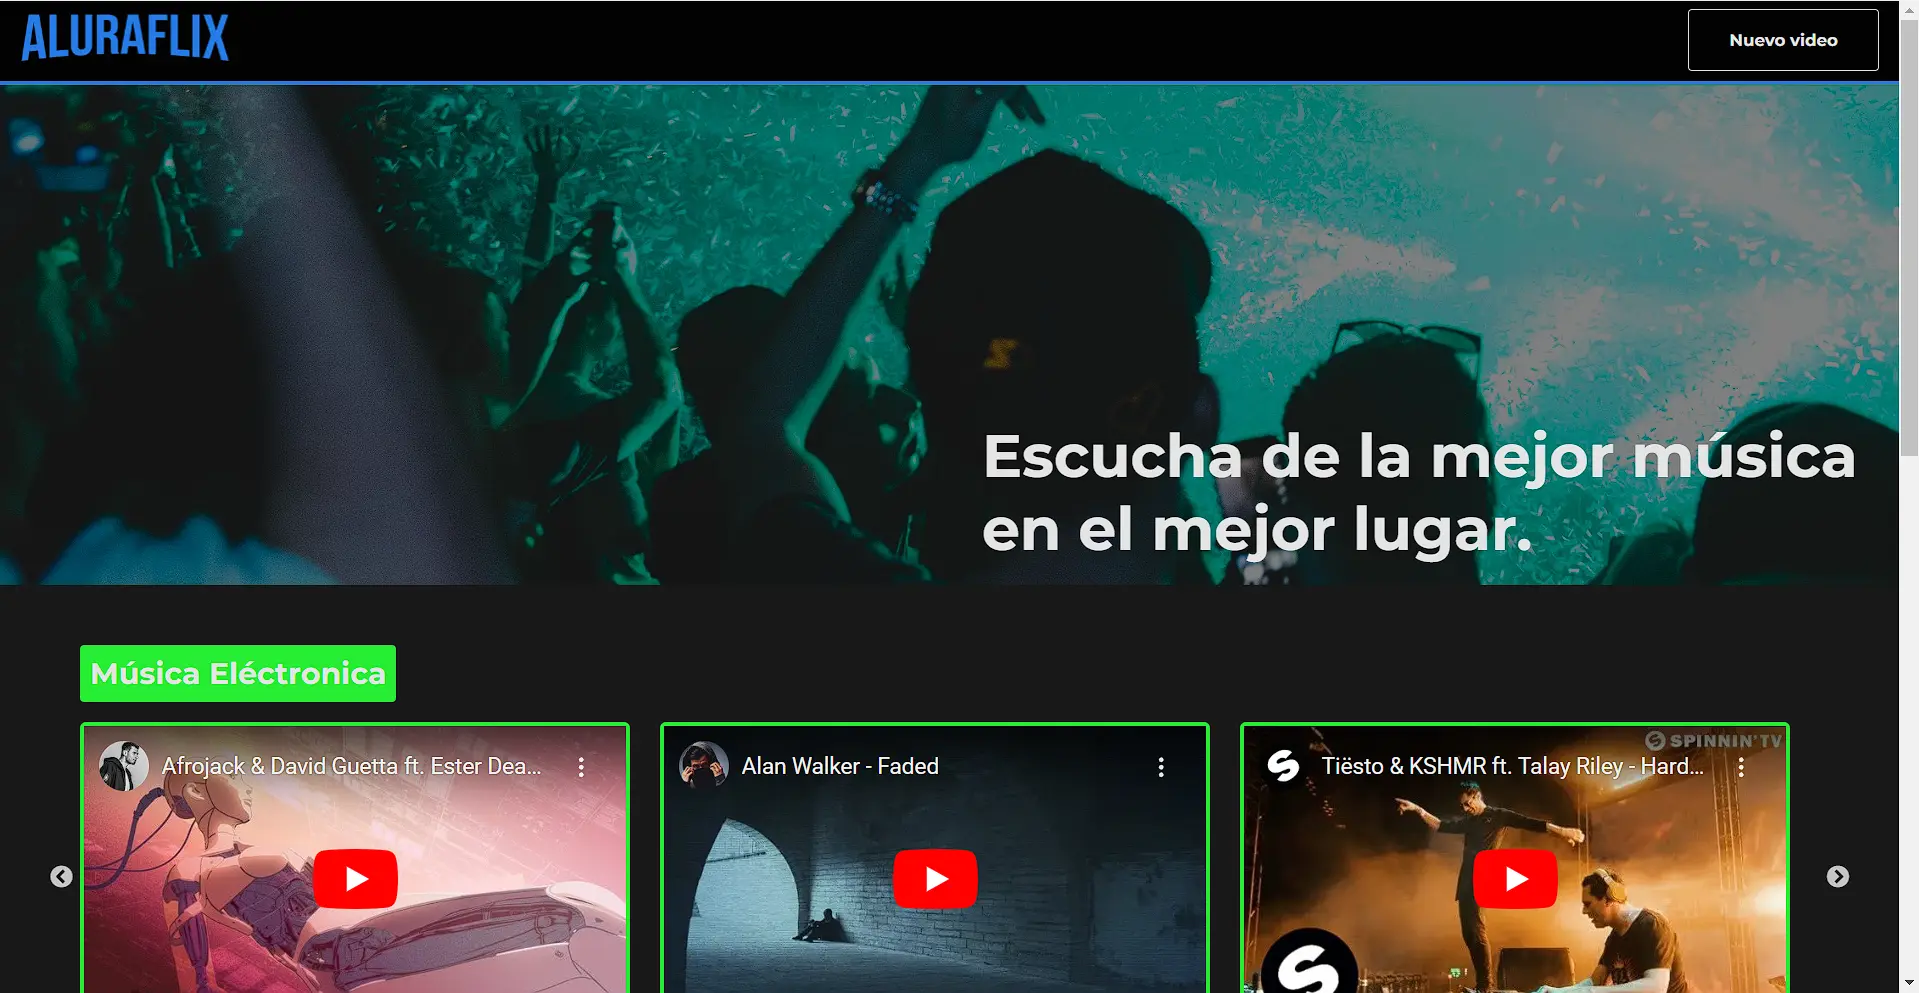 ALURAFLIX
Nuevo video
Escucha de la mejor música
en el mejor lugar.
Música Eléctronica
Afrojack & David Guetta ft. Ester Dea...
Alan Walker - Faded
SPINNIN'TV
Tiësto & KSHMR ft. Talay Riley - Hard...